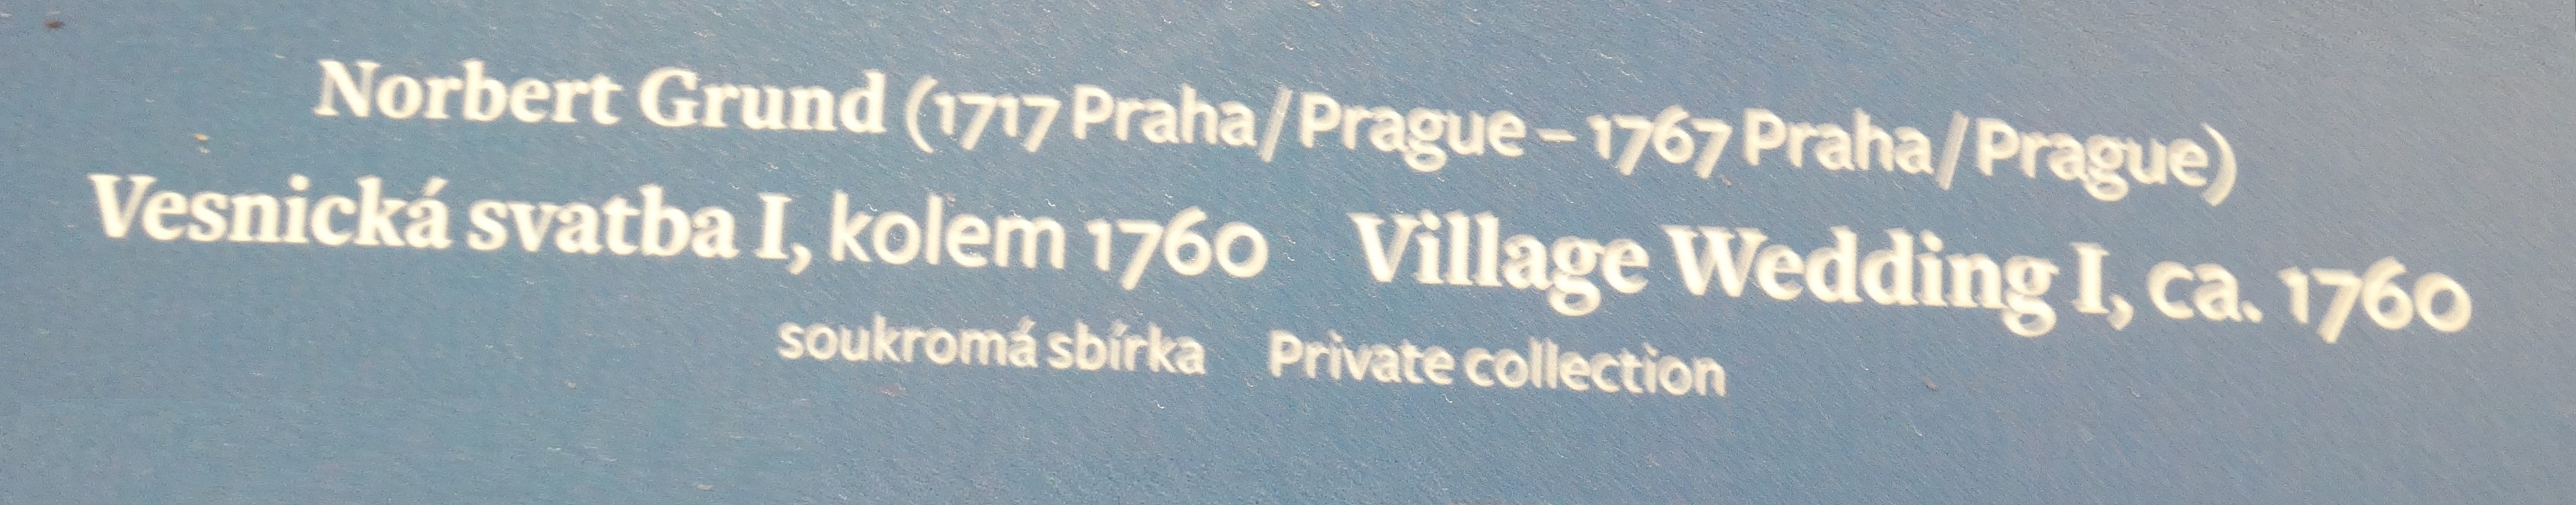 Norbert Grund (1717 Praha/Prague – 1767 Praha/Prague)
Vesnická svatba I, kolem 1760 Village Wedding I, ca. 1760
soukromá sbírka Private collection